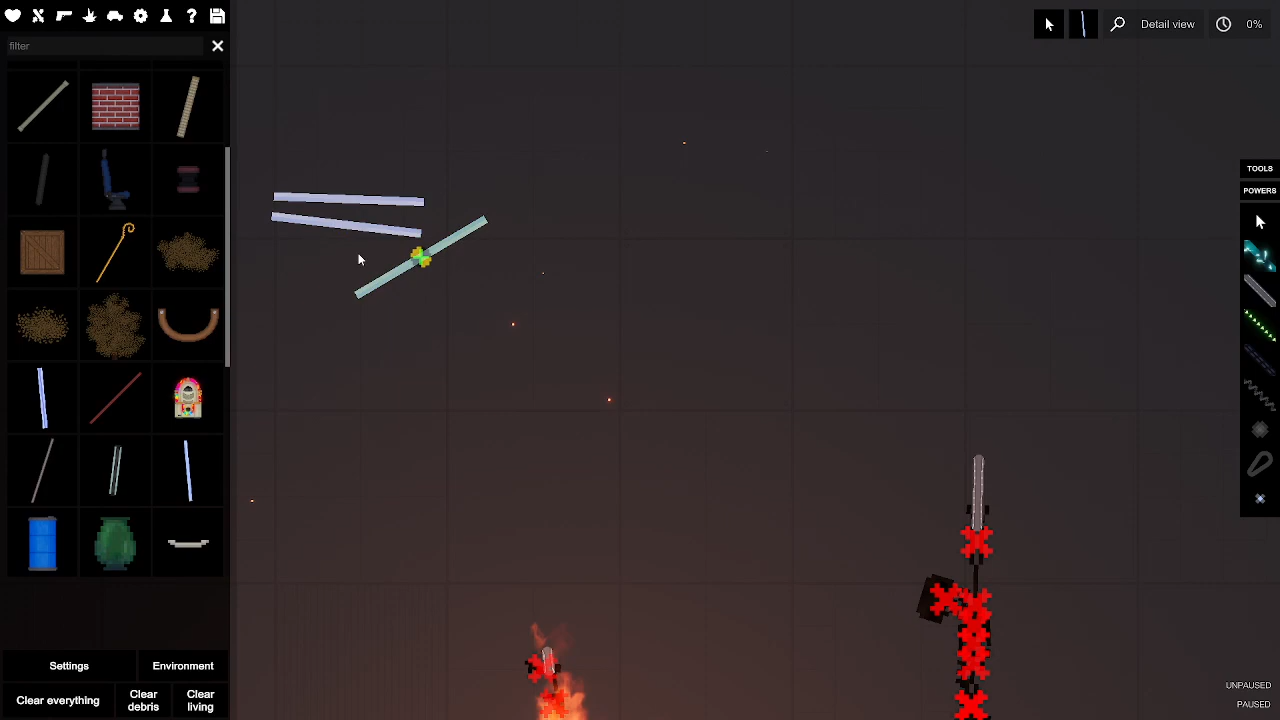 Detail view
0%
filter
TOOLS
POWERS
Settings
Environment
Clear everything
Clear
debris
Clear
living
UNPAUSED
PAUSED